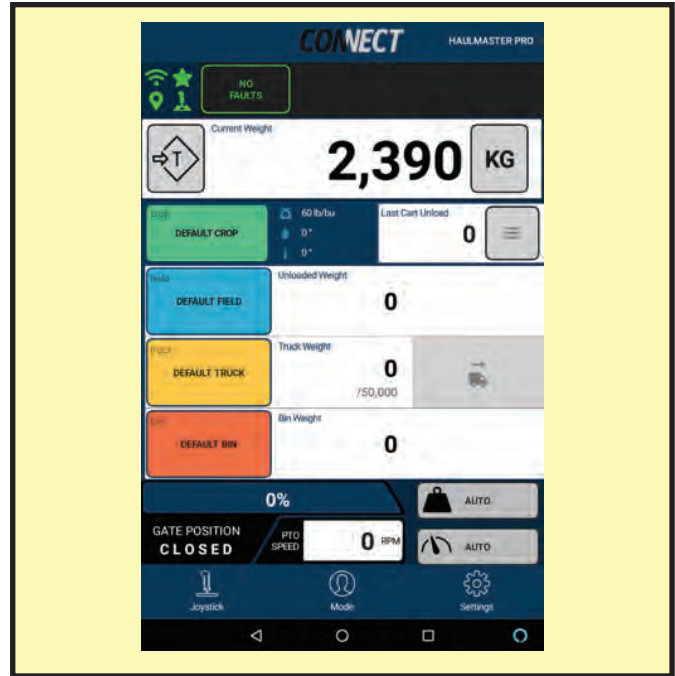 CONNECT
HAULMASTER PRO
NO
FAULTS
Current Weight
T
2,390
KG
crop
DEFAULT CROP
60 lb/bu
0°
0°
Last Cart Unload
0
field
DEFAULT FIELD
Unloaded Weight
0
truck
DEFAULT TRUCK
Truck Weight
0
/50,000
bin
DEFAULT BIN
Bin Weight
0
0%
AUTO
GATE POSITION
CLOSED
PTO
SPEED
0 RPM
AUTO
Joystick
Mode
Settings